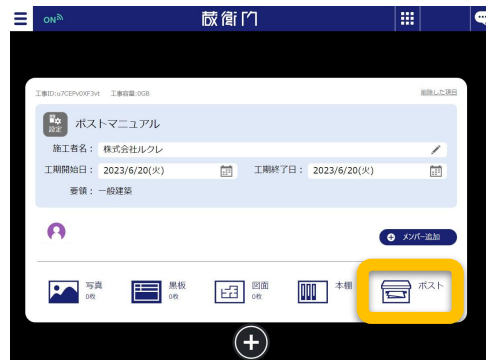 ON
蔵衛門
工事ID:u7CEPv0XF3vt 工事容量:0GB 削除した項目
設定 ポストマニュアル
施工者名： 株式会社ルクレ
工期開始日： 2023/6/20(火) 工期終了日： 2023/6/20(火)
要領： 一般建築
メンバー追加
写真 黒板 図面 本棚 ポスト
0枚 0枚 0枚